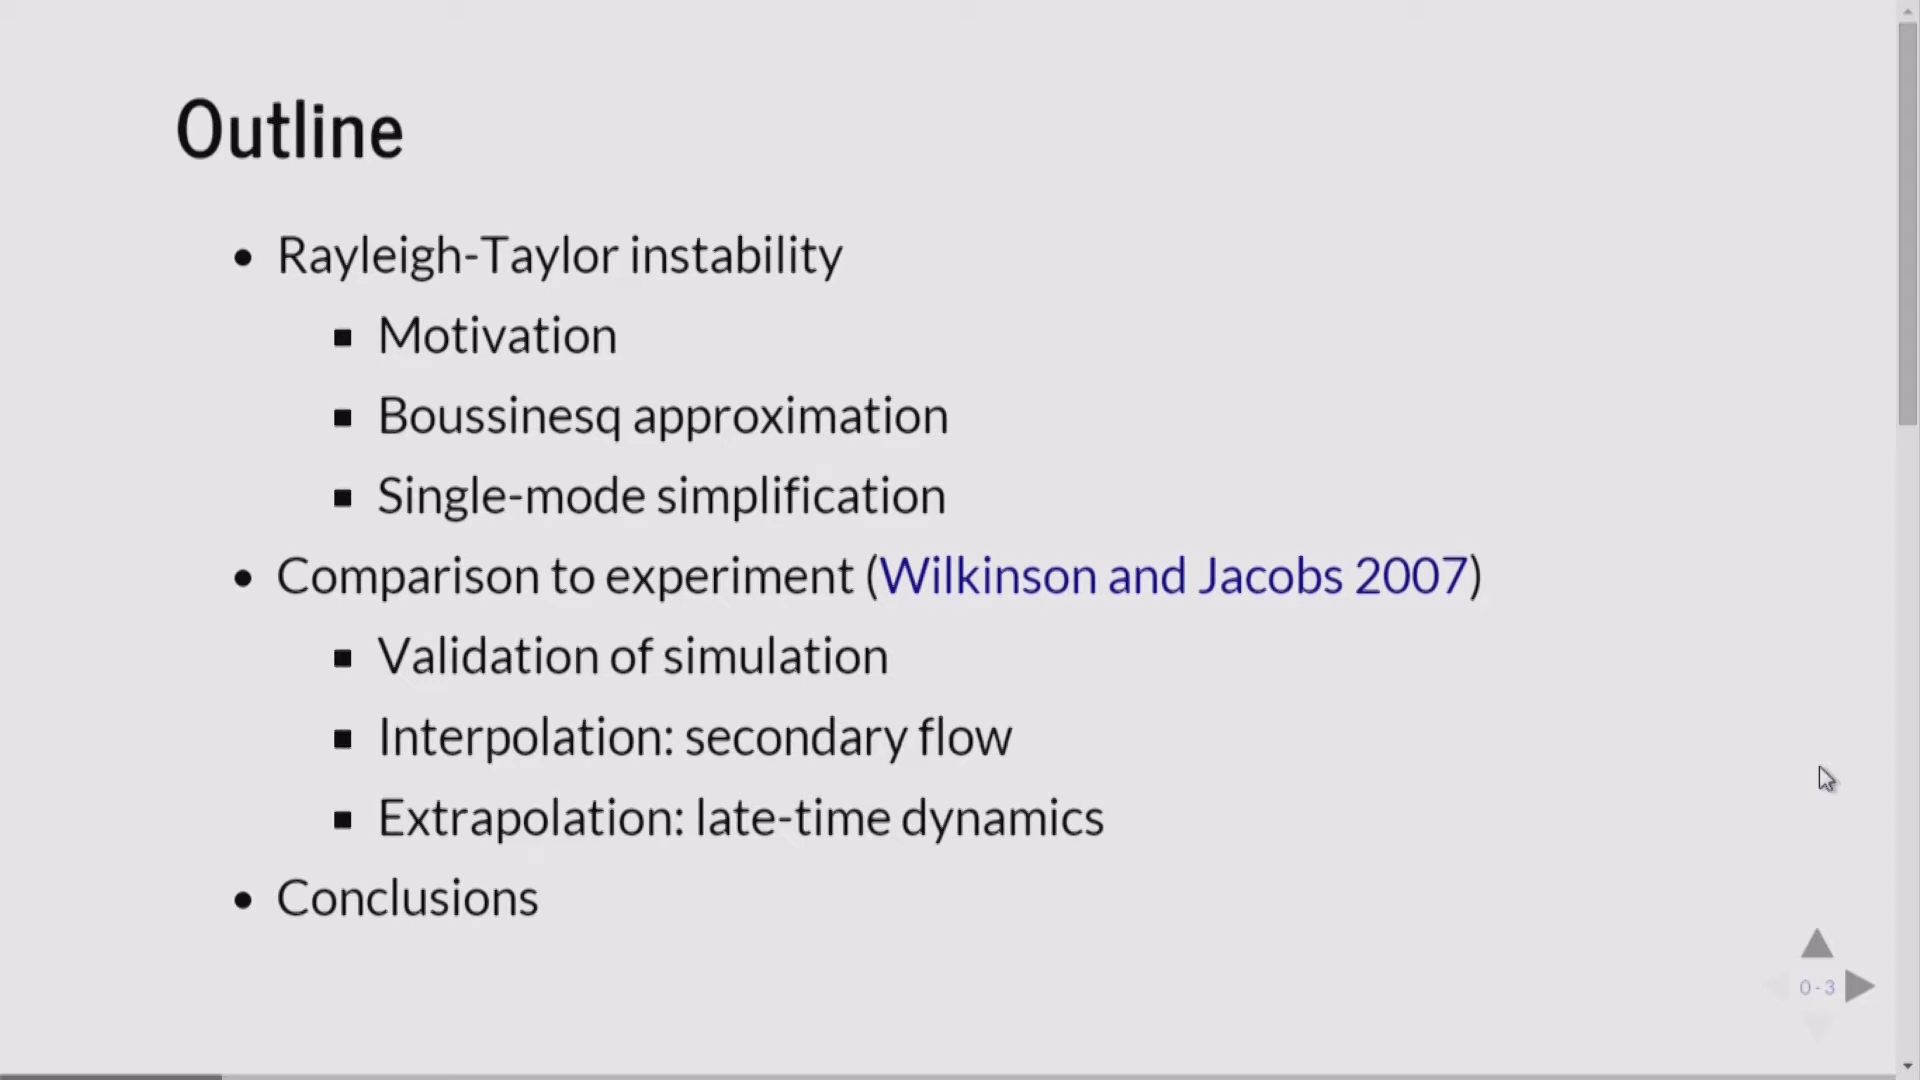 Outline
Rayleigh-Taylor instability
Motivation
Boussinesq approximation
Single-mode simplification
Comparison to experiment (Wilkinson and Jacobs 2007)
Validation of simulation
Interpolation: secondary flow
Extrapolation: late-time dynamics
Conclusions
0-3